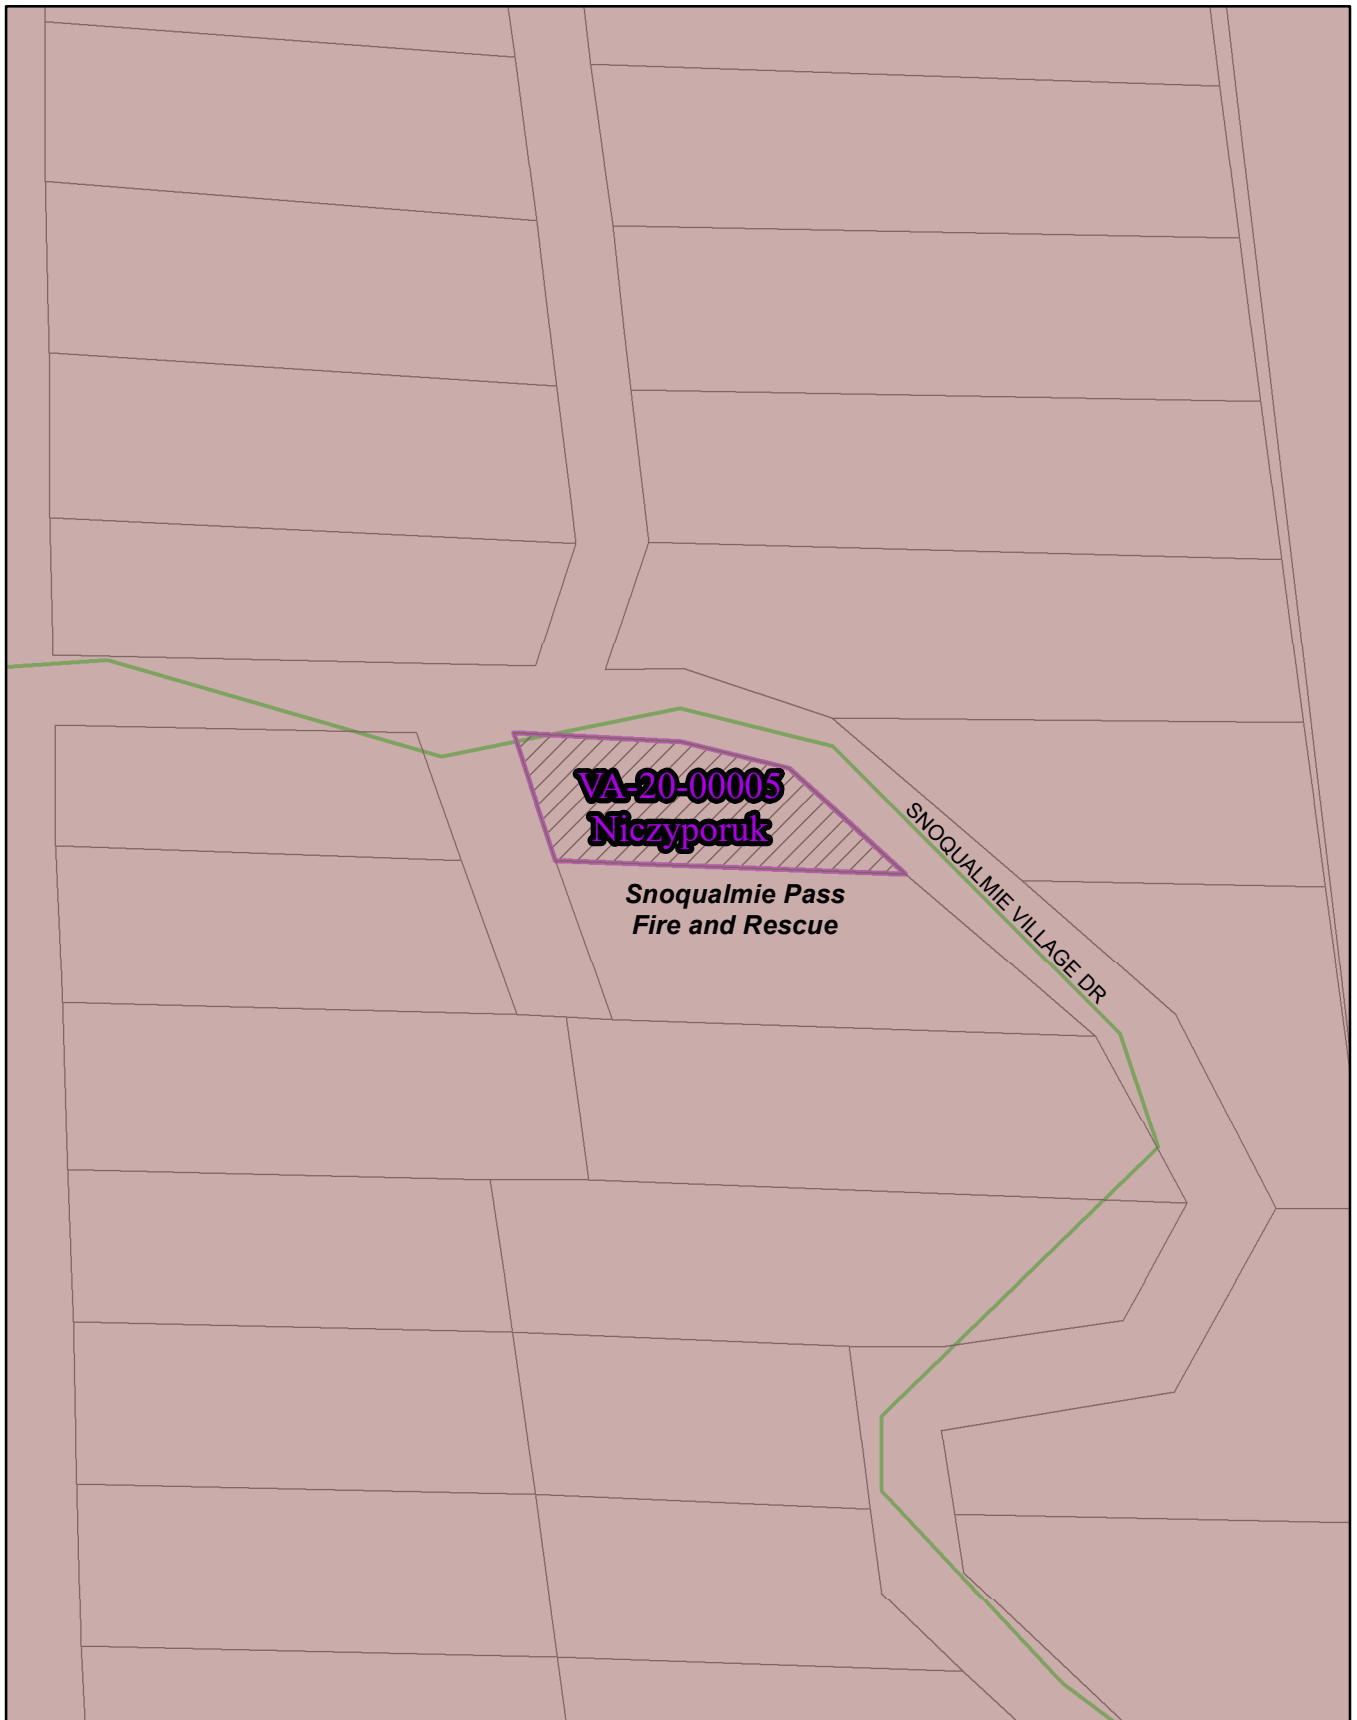 VA-20-00005
Niczyporuk
Snoqualmie Pass
Fire and Rescue
SNOQUALMIE VILLAGE DR